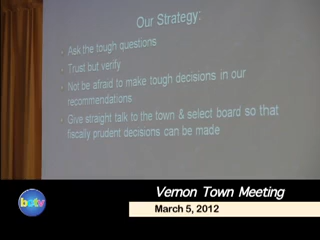 Our Strategy:
• Ask the tough questions
• Trust but verify
• Not be afraid to make tough decisions in our
recommendations
• Give straight talk to the town & select board so that
fiscally prudent decisions can be made
bctv
Vernon Town Meeting
March 5, 2012